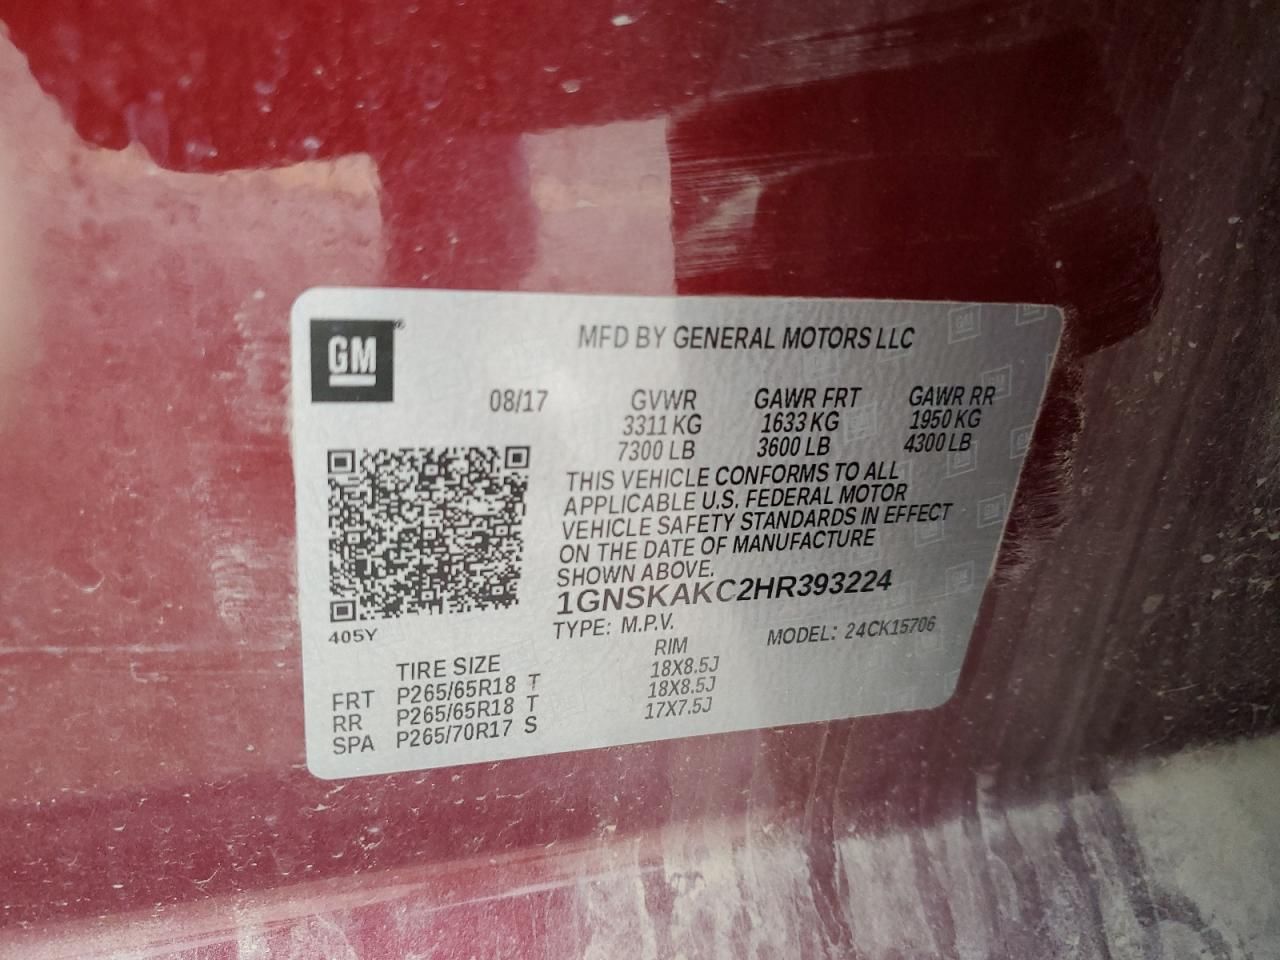 GM
MFD BY GENERAL MOTORS LLC
08/17 GVWR GAWR FRT GAWR RR
3311 KG 1633 KG 1950 KG
7300 LB 3600 LB 4300 LB
THIS VEHICLE CONFORMS TO ALL
APPLICABLE U.S. FEDERAL MOTOR
VEHICLE SAFETY STANDARDS IN EFFECT
ON THE DATE OF MANUFACTURE
SHOWN ABOVE.
1GNSKAKC2HR393224
405Y
TYPE: M.P.V. MODEL: 24CK15706
TIRE SIZE RIM
FRT P265/65R18 T 18X8.5J
RR P265/65R18 T 18X8.5J
SPA P265/70R17 S 17X7.5J